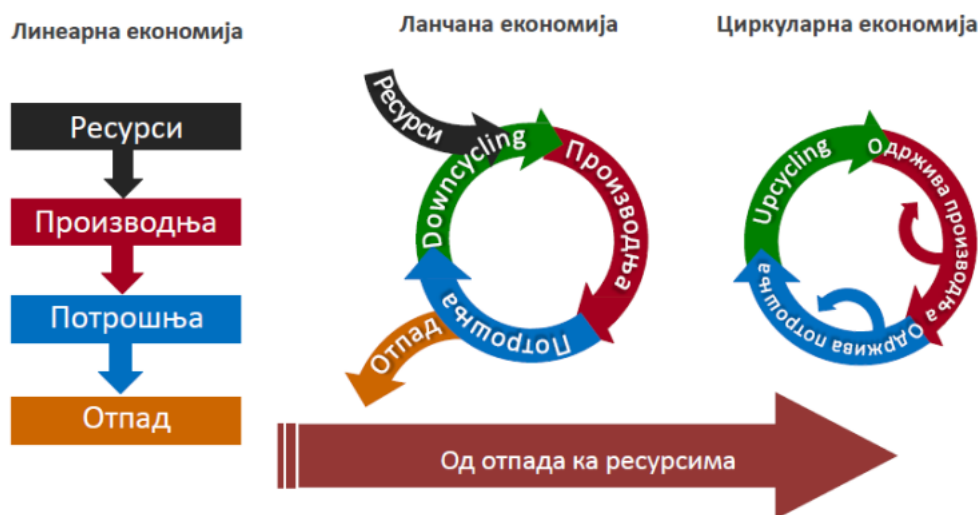 Линеарна економија
Ресурси
Производња
Потрошња
Отпад
Ланчана економија
Ресурси
Downcycling
Производња
Потрошња
Отпад
Циркуларна економија
Upcycling
Одржива производња
Одржива потрошња
Од отпада ка ресурсима